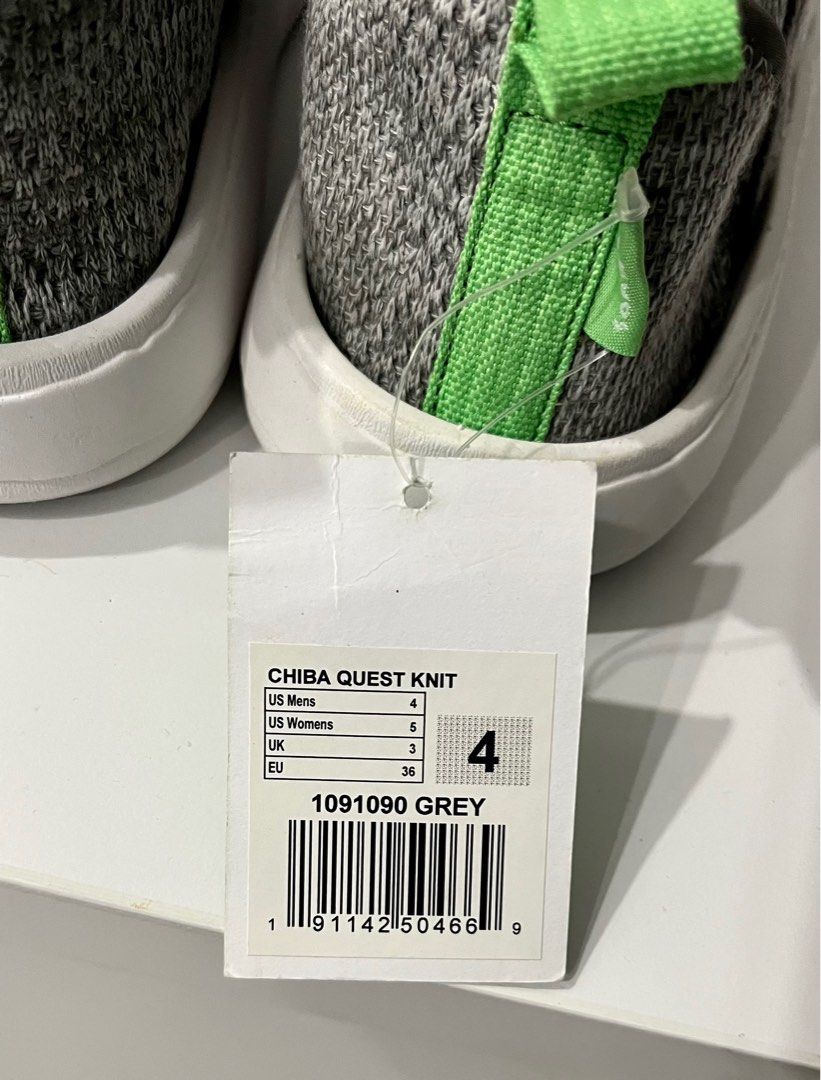 CHIBA QUEST KNIT
US Mens 4
US Womens 5
UK 3
EU 36
4
1091090 GREY
1 91142 50466 9